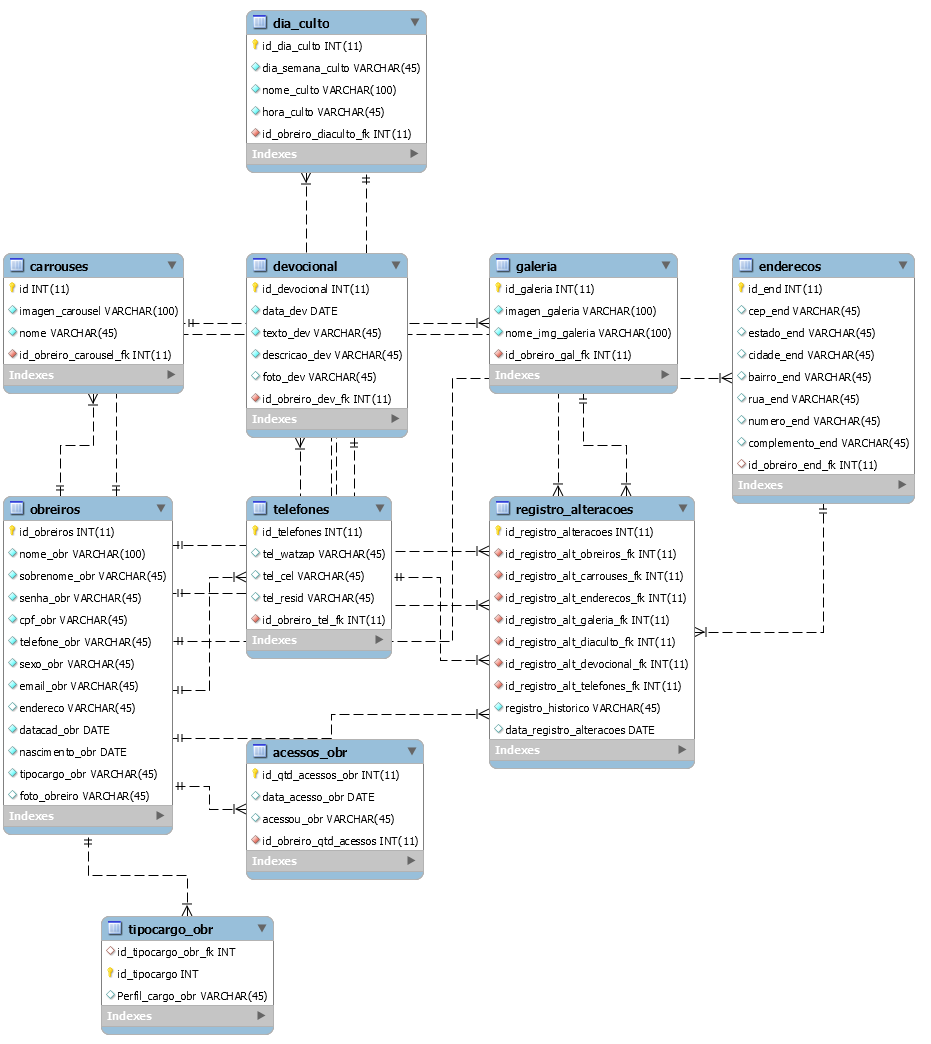 dia_culto
id_dia_culto INT(11)
dia_semana_culto VARCHAR(45)
nome_culto VARCHAR(100)
hora_culto VARCHAR(45)
id_obreiro_diaculto_fk INT(11)
Indexes
carrouses
id INT(11)
imagen_carousel VARCHAR(100)
nome VARCHAR(45)
id_obreiro_carousel_fk INT(11)
Indexes
devocional
id_devocional INT(11)
data_dev DATE
texto_dev VARCHAR(45)
descricao_dev VARCHAR(45)
foto_dev VARCHAR(45)
id_obreiro_dev_fk INT(11)
Indexes
galeria
id_galeria INT(11)
imagen_galeria VARCHAR(100)
nome_img_galeria VARCHAR(100)
id_obreiro_gal_fk INT(11)
Indexes
enderecos
id_end INT(11)
cep_end VARCHAR(45)
estado_end VARCHAR(45)
cidade_end VARCHAR(45)
bairro_end VARCHAR(45)
rua_end VARCHAR(45)
numero_end VARCHAR(45)
complemento_end VARCHAR(45)
id_obreiro_end_fk INT(11)
Indexes
obreiros
id_obreiros INT(11)
nome_obr VARCHAR(100)
sobrenome_obr VARCHAR(45)
senha_obr VARCHAR(45)
cpf_obr VARCHAR(45)
telefone_obr VARCHAR(45)
sexo_obr VARCHAR(45)
email_obr VARCHAR(45)
endereco VARCHAR(45)
datacad_obr DATE
nascimento_obr DATE
tipocargo_obr VARCHAR(45)
foto_obreiro VARCHAR(45)
Indexes
telefones
id_telefones INT(11)
tel_watzap VARCHAR(45)
tel_cel VARCHAR(45)
tel_resid VARCHAR(45)
id_obreiro_tel_fk INT(11)
Indexes
registro_alteracoes
id_registro_alteracoes INT(11)
id_registro_alt_obreiros_fk INT(11)
id_registro_alt_carrouses_fk INT(11)
id_registro_alt_enderecos_fk INT(11)
id_registro_alt_galeria_fk INT(11)
id_registro_alt_diaculto_fk INT(11)
id_registro_alt_devocional_fk INT(11)
id_registro_alt_telefones_fk INT(11)
registro_historico VARCHAR(45)
data_registro_alteracoes DATE
Indexes
acessos_obr
id_qtd_acessos_obr INT(11)
data_acesso_obr DATE
acessou_obr VARCHAR(45)
id_obreiro_qtd_acessos INT(11)
Indexes
tipocargo_obr
id_tipocargo_obr_fk INT
id_tipocargo INT
Perfil_cargo_obr VARCHAR(45)
Indexes